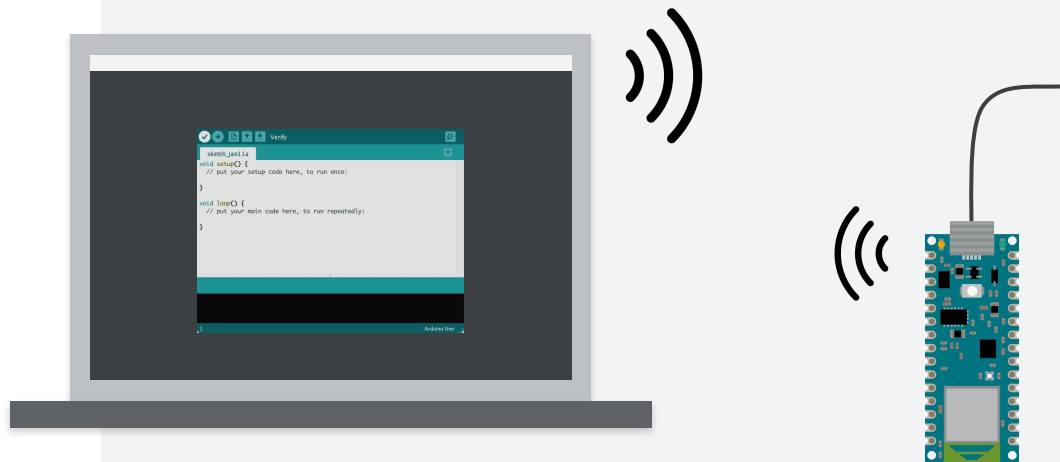 Verify
sketch_jan11a
void setup() {
// put your setup code here, to run once:
}
void loop() {
// put your main code here, to run repeatedly:
}
1
Arduino Uno